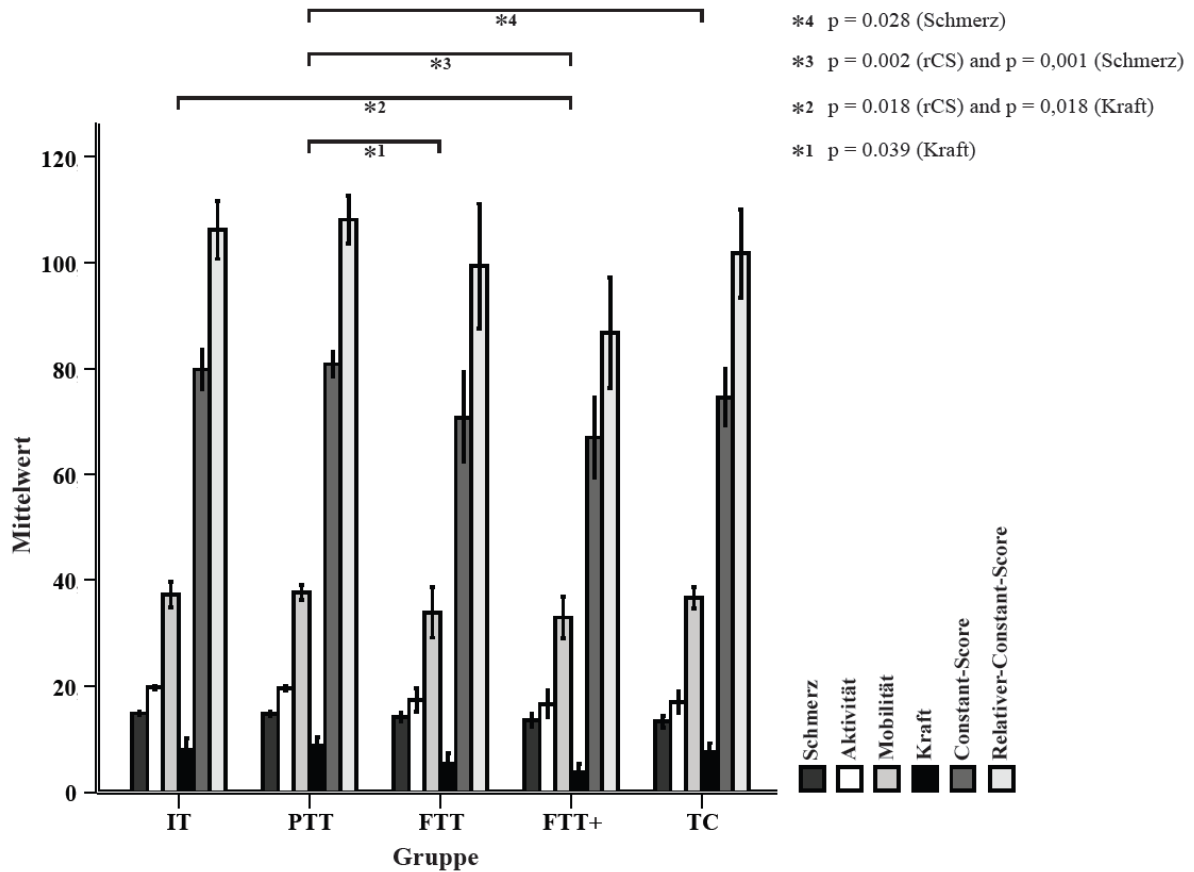 *4 p = 0.028 (Schmerz)
*3 p = 0.002 (rCS) and p = 0,001 (Schmerz)
*2 p = 0.018 (rCS) and p = 0,018 (Kraft)
*1 p = 0.039 (Kraft)
*4
*3
*2
*1
Mittelwert
120
100
80
60
40
20
0
IT PTT FTT FTT+ TC
Gruppe
Schmerz
Aktivität
Mobilität
Kraft
Constant-Score
Relativer-Constant-Score